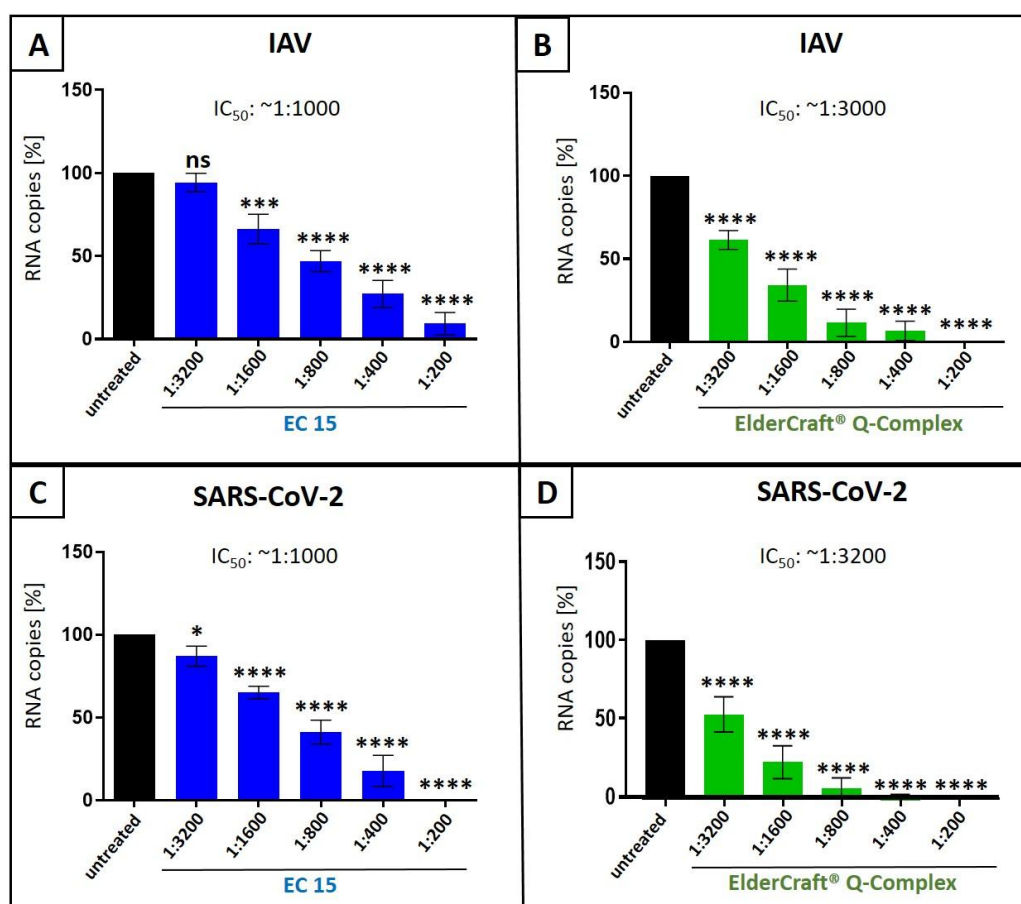 A
IAV
IC50: ~1:1000
RNA copies [%]
150
100
50
0
ns
***
****
****
****
untreated
1:3200
1:1600
1:800
1:400
1:200
EC 15
B
IAV
IC50: ~1:3000
RNA copies [%]
150
100
50
0
****
****
****
****
****
untreated
1:3200
1:1600
1:800
1:400
1:200
ElderCraft® Q-Complex
C
SARS-CoV-2
IC50: ~1:1000
RNA copies [%]
150
100
50
0
*
****
****
****
****
untreated
1:3200
1:1600
1:800
1:400
1:200
EC 15
D
SARS-CoV-2
IC50: ~1:3200
RNA copies [%]
150
100
50
0
****
****
****
****
****
untreated
1:3200
1:1600
1:800
1:400
1:200
ElderCraft® Q-Complex